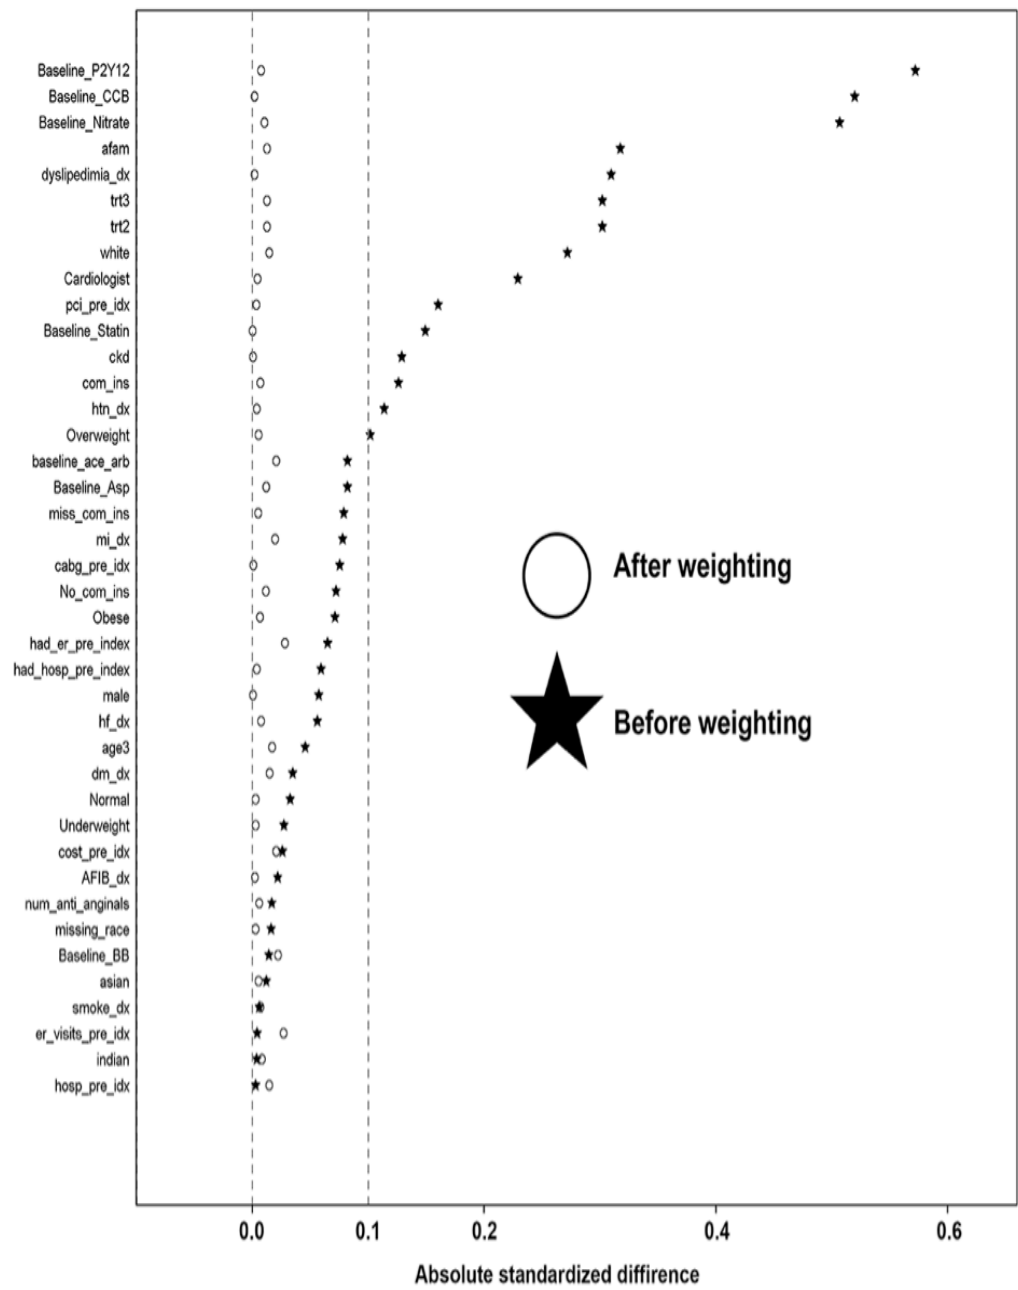 Baseline_P2Y12
Baseline_CCB
Baseline_Nitrate
afam
dyslipedimia_dx
trt3
trt2
white
Cardiologist
pci_pre_idx
Baseline_Statin
ckd
com_ins
htn_dx
Overweight
baseline_ace_arb
Baseline_Asp
miss_com_ins
mi_dx
cabg_pre_idx
No_com_ins
Obese
had_er_pre_index
had_hosp_pre_index
male
hf_dx
age3
dm_dx
Normal
Underweight
cost_pre_idx
AFIB_dx
num_anti_anginals
missing_race
Baseline_BB
asian
smoke_dx
er_visits_pre_idx
indian
hosp_pre_idx
After weighting
Before weighting
0.0 0.1 0.2 0.4 0.6
Absolute standardized diffirence